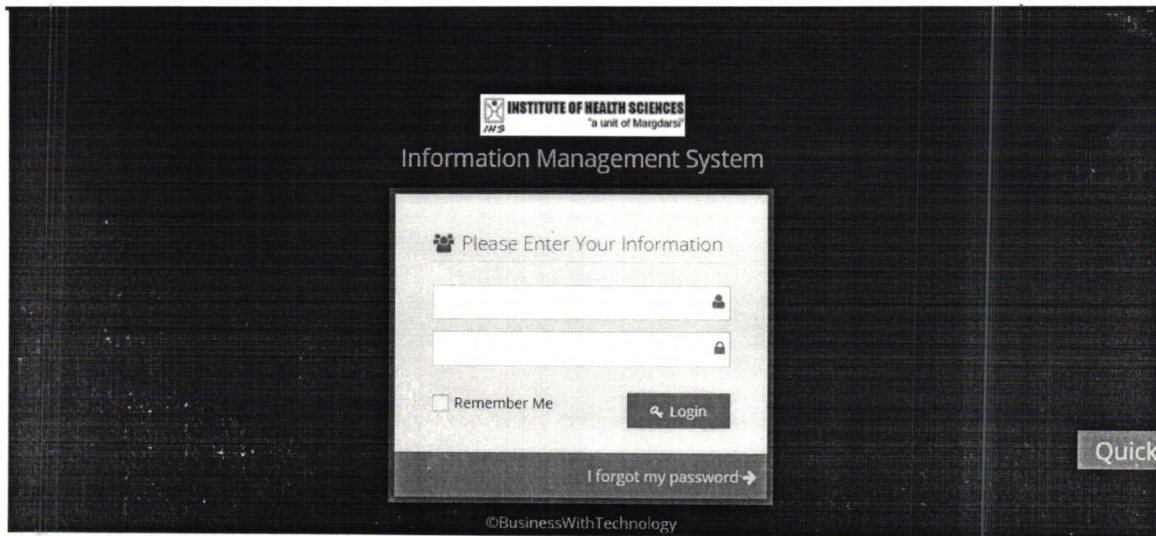 INSTITUTE OF HEALTH SCIENCES
"a unit of Margdarsi"
IHS
Information Management System
Please Enter Your Information
Remember Me
Login
Quick
I forgot my password
©BusinessWithTechnology